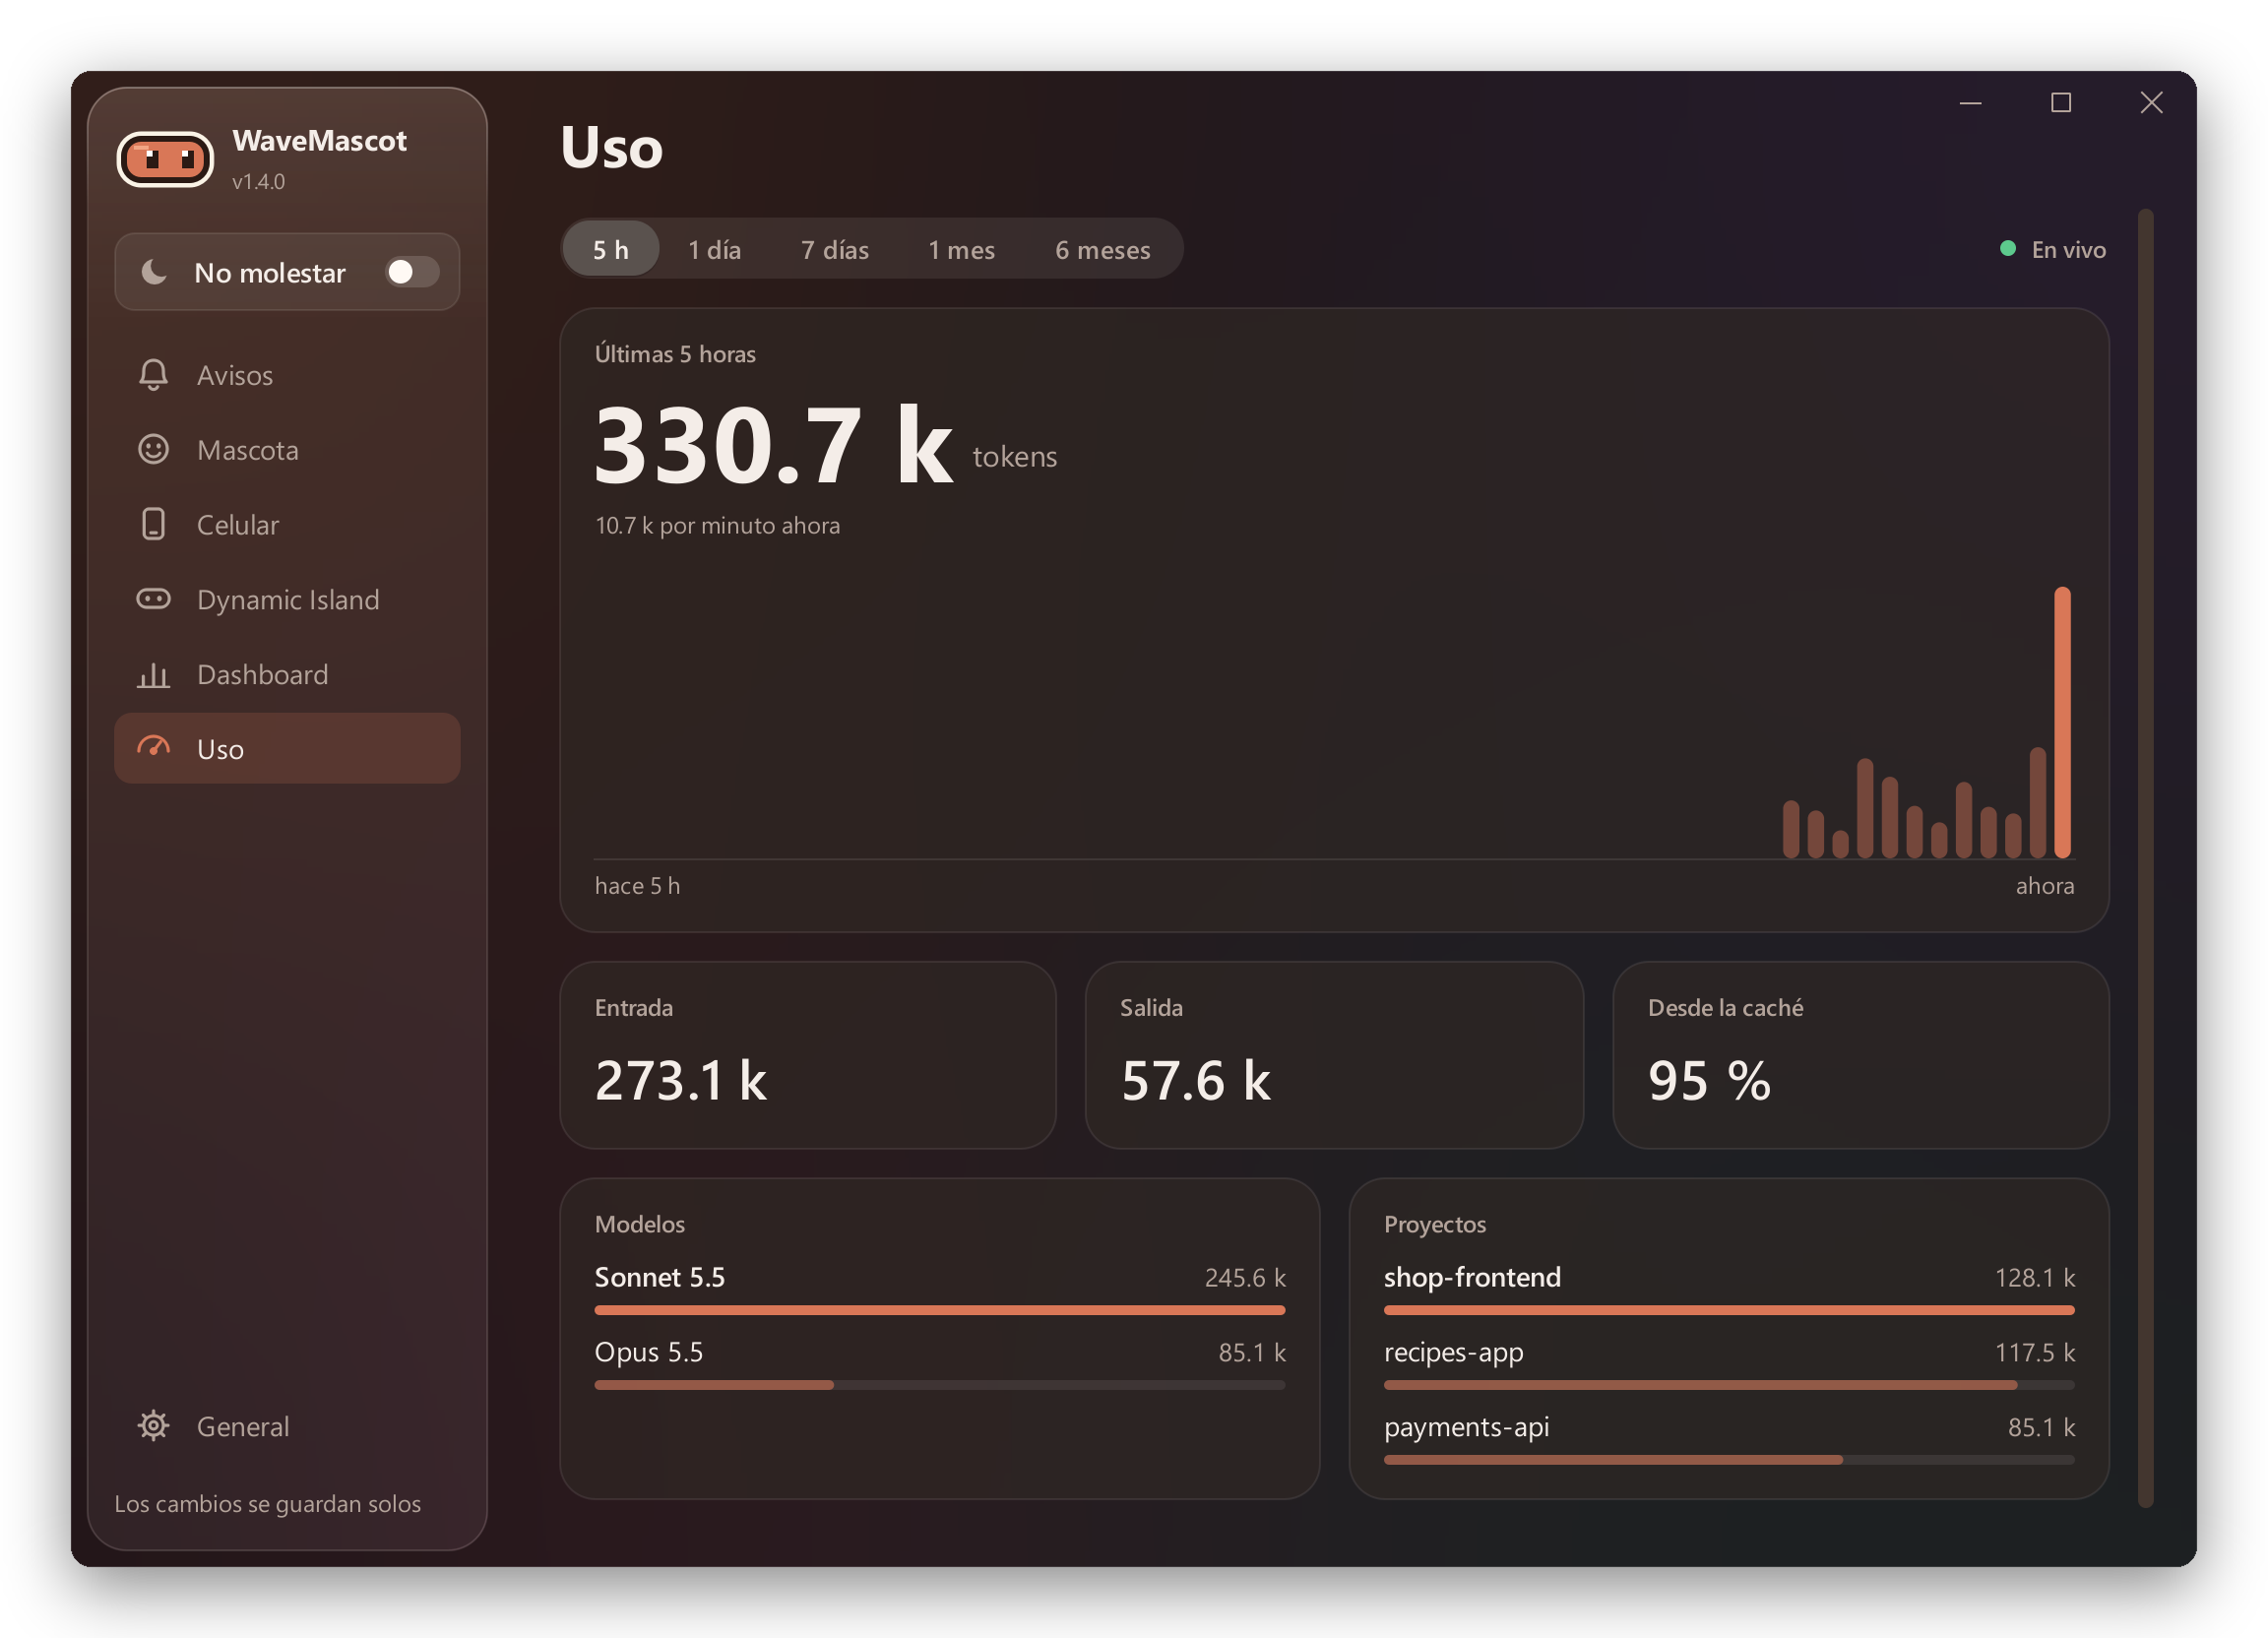 WaveMascot
v1.4.0
No molestar
Avisos
Mascota
Celular
Dynamic Island
Dashboard
Uso
General
Los cambios se guardan solos
Uso
5 h
1 día
7 días
1 mes
6 meses
En vivo
Últimas 5 horas
330.7 k tokens
10.7 k por minuto ahora
hace 5 h
ahora
Entrada
273.1 k
Salida
57.6 k
Desde la caché
95 %
Modelos
Sonnet 5.5 245.6 k
Opus 5.5 85.1 k
Proyectos
shop-frontend 128.1 k
recipes-app 117.5 k
payments-api 85.1 k